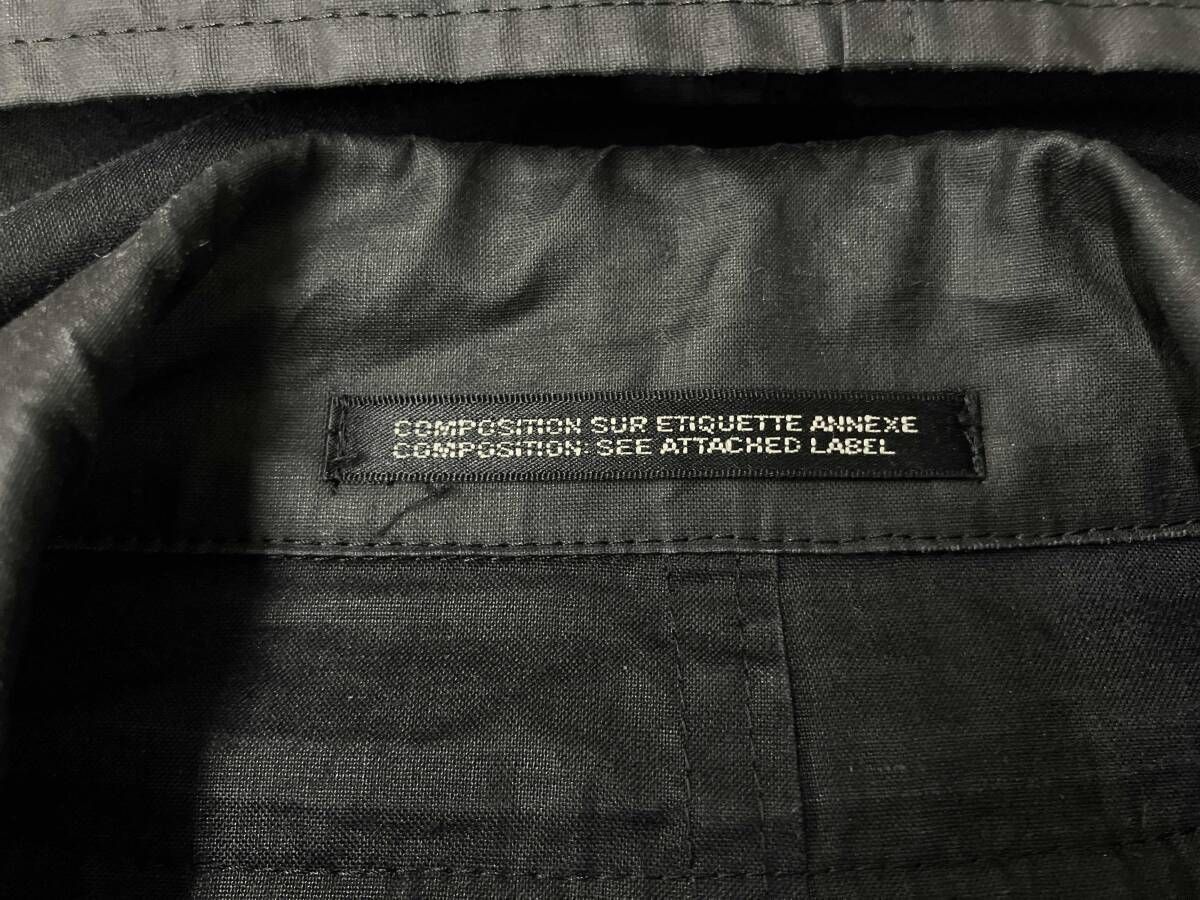 COMPOSITION SUR ETIQUETTE ANNEXE
COMPOSITION: SEE ATTACHED LABEL